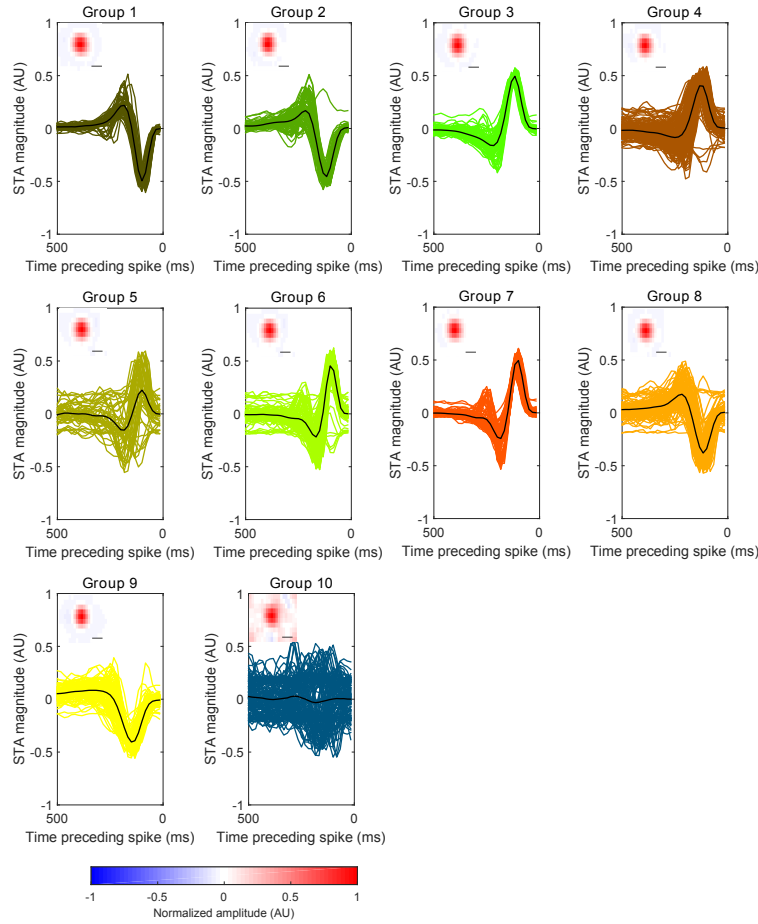 Group 1
Group 2
Group 3
Group 4
STA magnitude (AU)
1
0.5
0
-0.5
-1
500
0
Time preceding spike (ms)
STA magnitude (AU)
1
0.5
0
-0.5
-1
500
0
Time preceding spike (ms)
STA magnitude (AU)
1
0.5
0
-0.5
-1
500
0
Time preceding spike (ms)
STA magnitude (AU)
1
0.5
0
-0.5
-1
500
0
Time preceding spike (ms)
Group 5
Group 6
Group 7
Group 8
STA magnitude (AU)
1
0.5
0
-0.5
-1
500
0
Time preceding spike (ms)
STA magnitude (AU)
1
0.5
0
-0.5
-1
500
0
Time preceding spike (ms)
STA magnitude (AU)
1
0.5
0
-0.5
-1
500
0
Time preceding spike (ms)
STA magnitude (AU)
1
0.5
0
-0.5
-1
500
0
Time preceding spike (ms)
Group 9
Group 10
STA magnitude (AU)
1
0.5
0
-0.5
-1
500
0
Time preceding spike (ms)
STA magnitude (AU)
1
0.5
0
-0.5
-1
500
0
Time preceding spike (ms)
-1 -0.5 0 0.5 1
Normalized amplitude (AU)